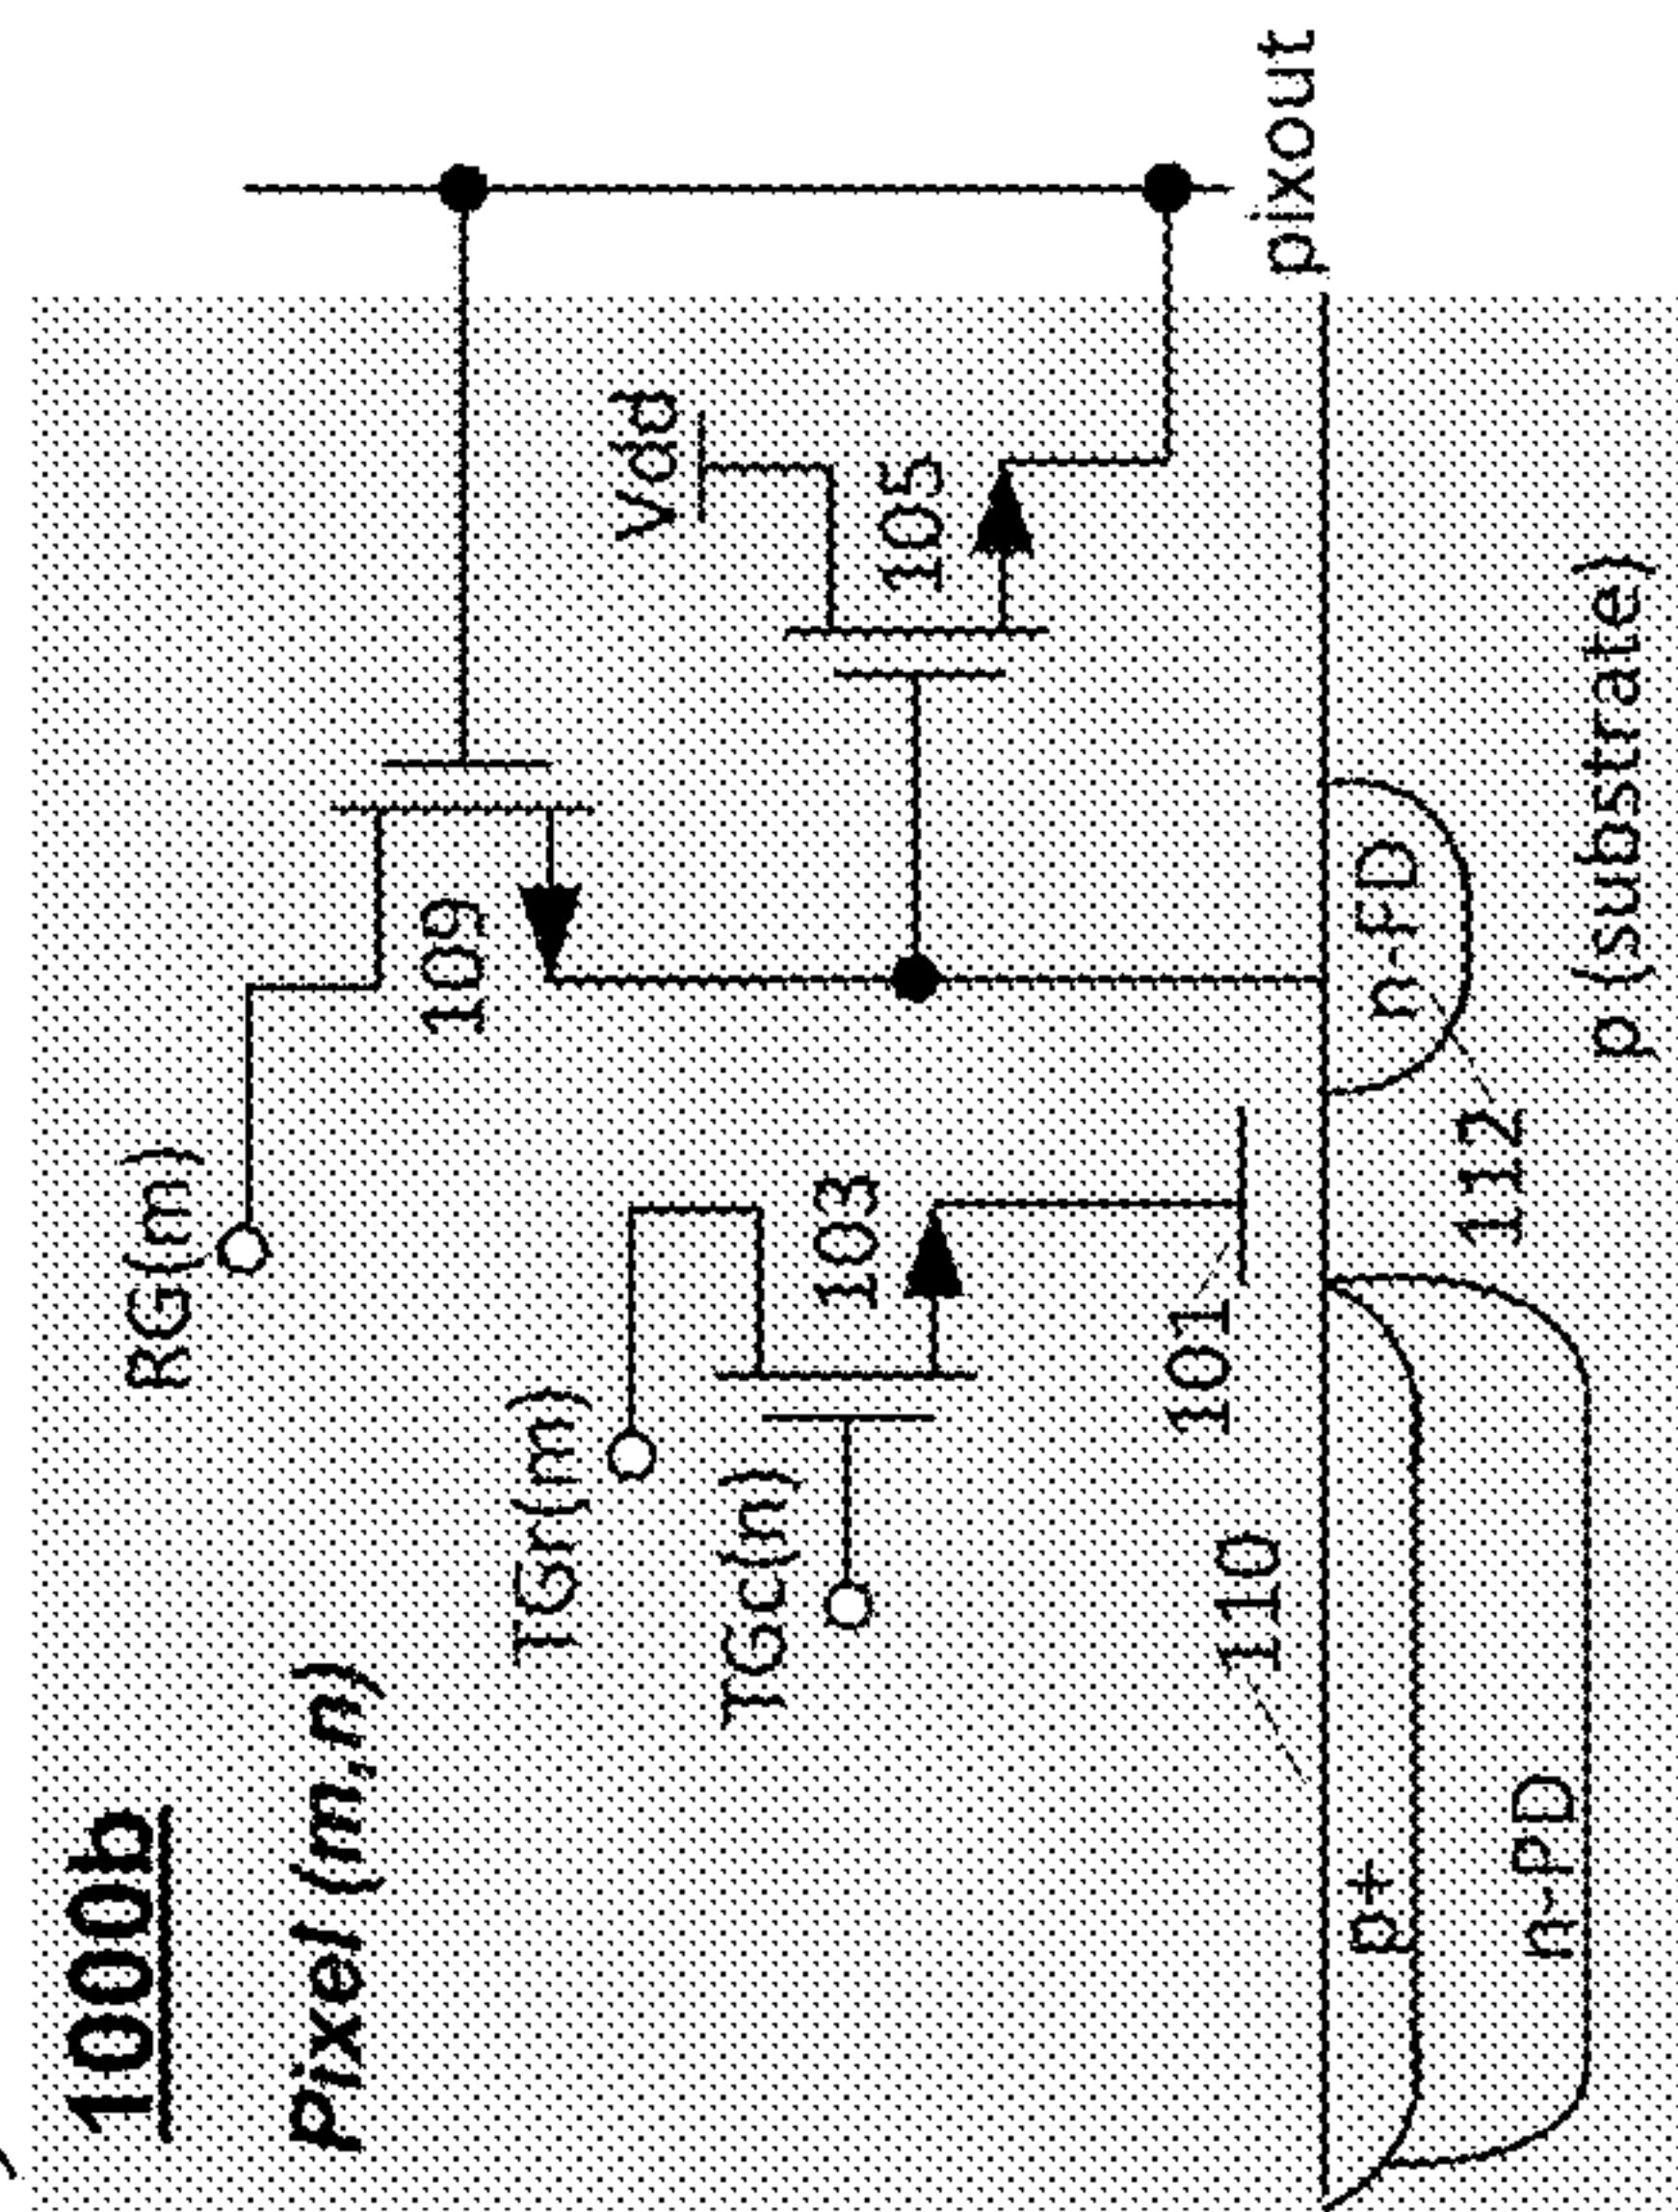 1000b
Pixel (m,n)
RG(m)
TGr(m)
TGc(n)
103
109
Vdd
105
101
110
pixout
p+
n-PD
n-FD
112
p (substrate)